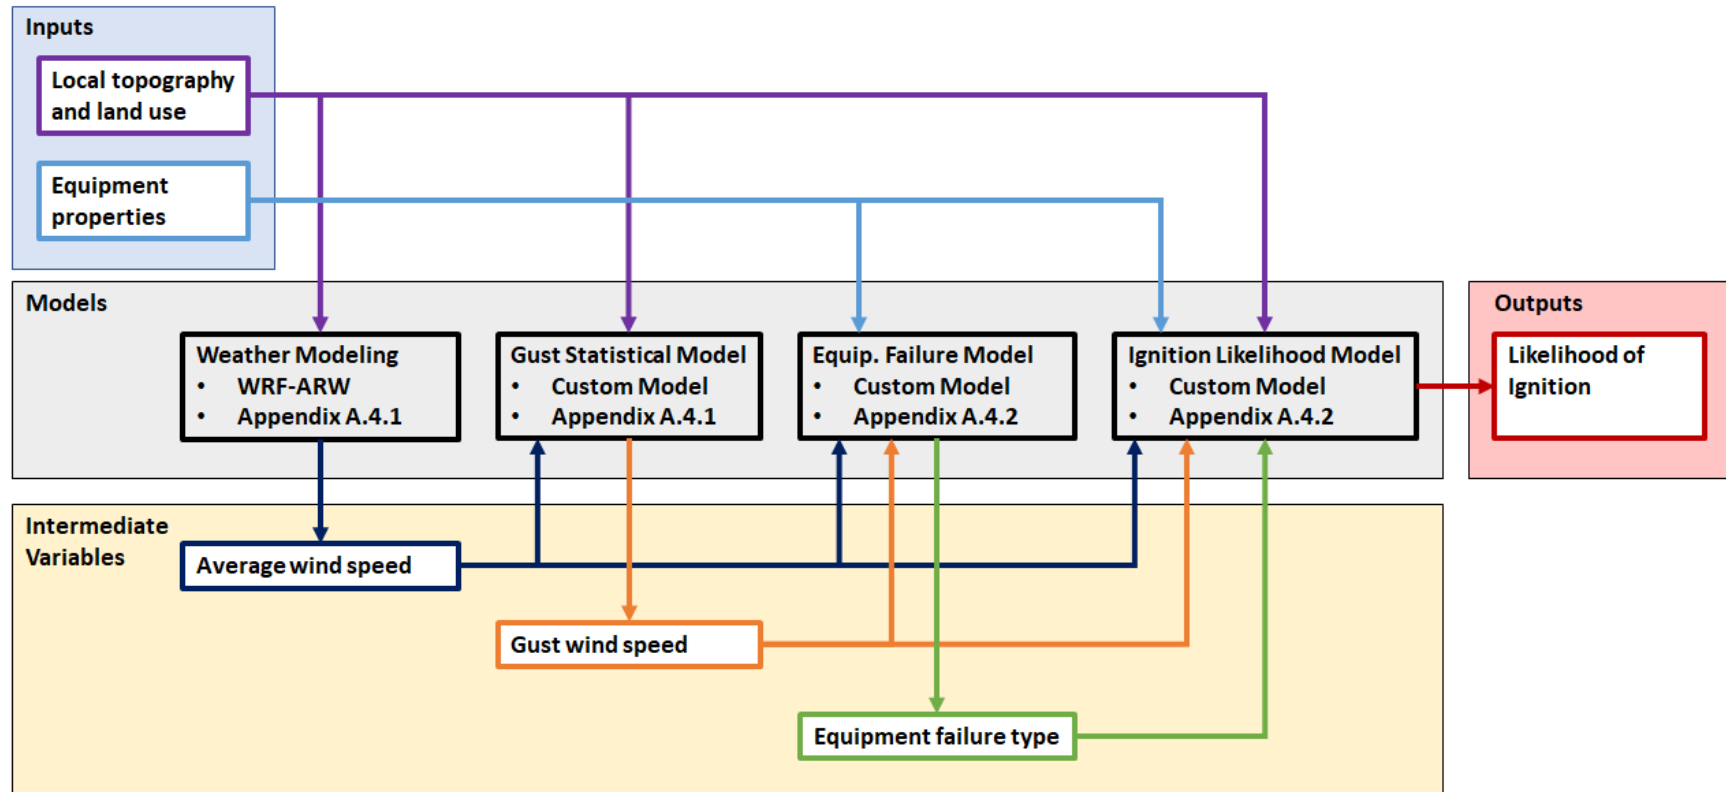 Inputs
Local topography
and land use
Equipment
properties
Models
Weather Modeling
• WRF-ARW
• Appendix A.4.1
Gust Statistical Model
• Custom Model
• Appendix A.4.1
Equip. Failure Model
• Custom Model
• Appendix A.4.2
Ignition Likelihood Model
• Custom Model
• Appendix A.4.2
Outputs
Likelihood of
Ignition
Intermediate
Variables
Average wind speed
Gust wind speed
Equipment failure type